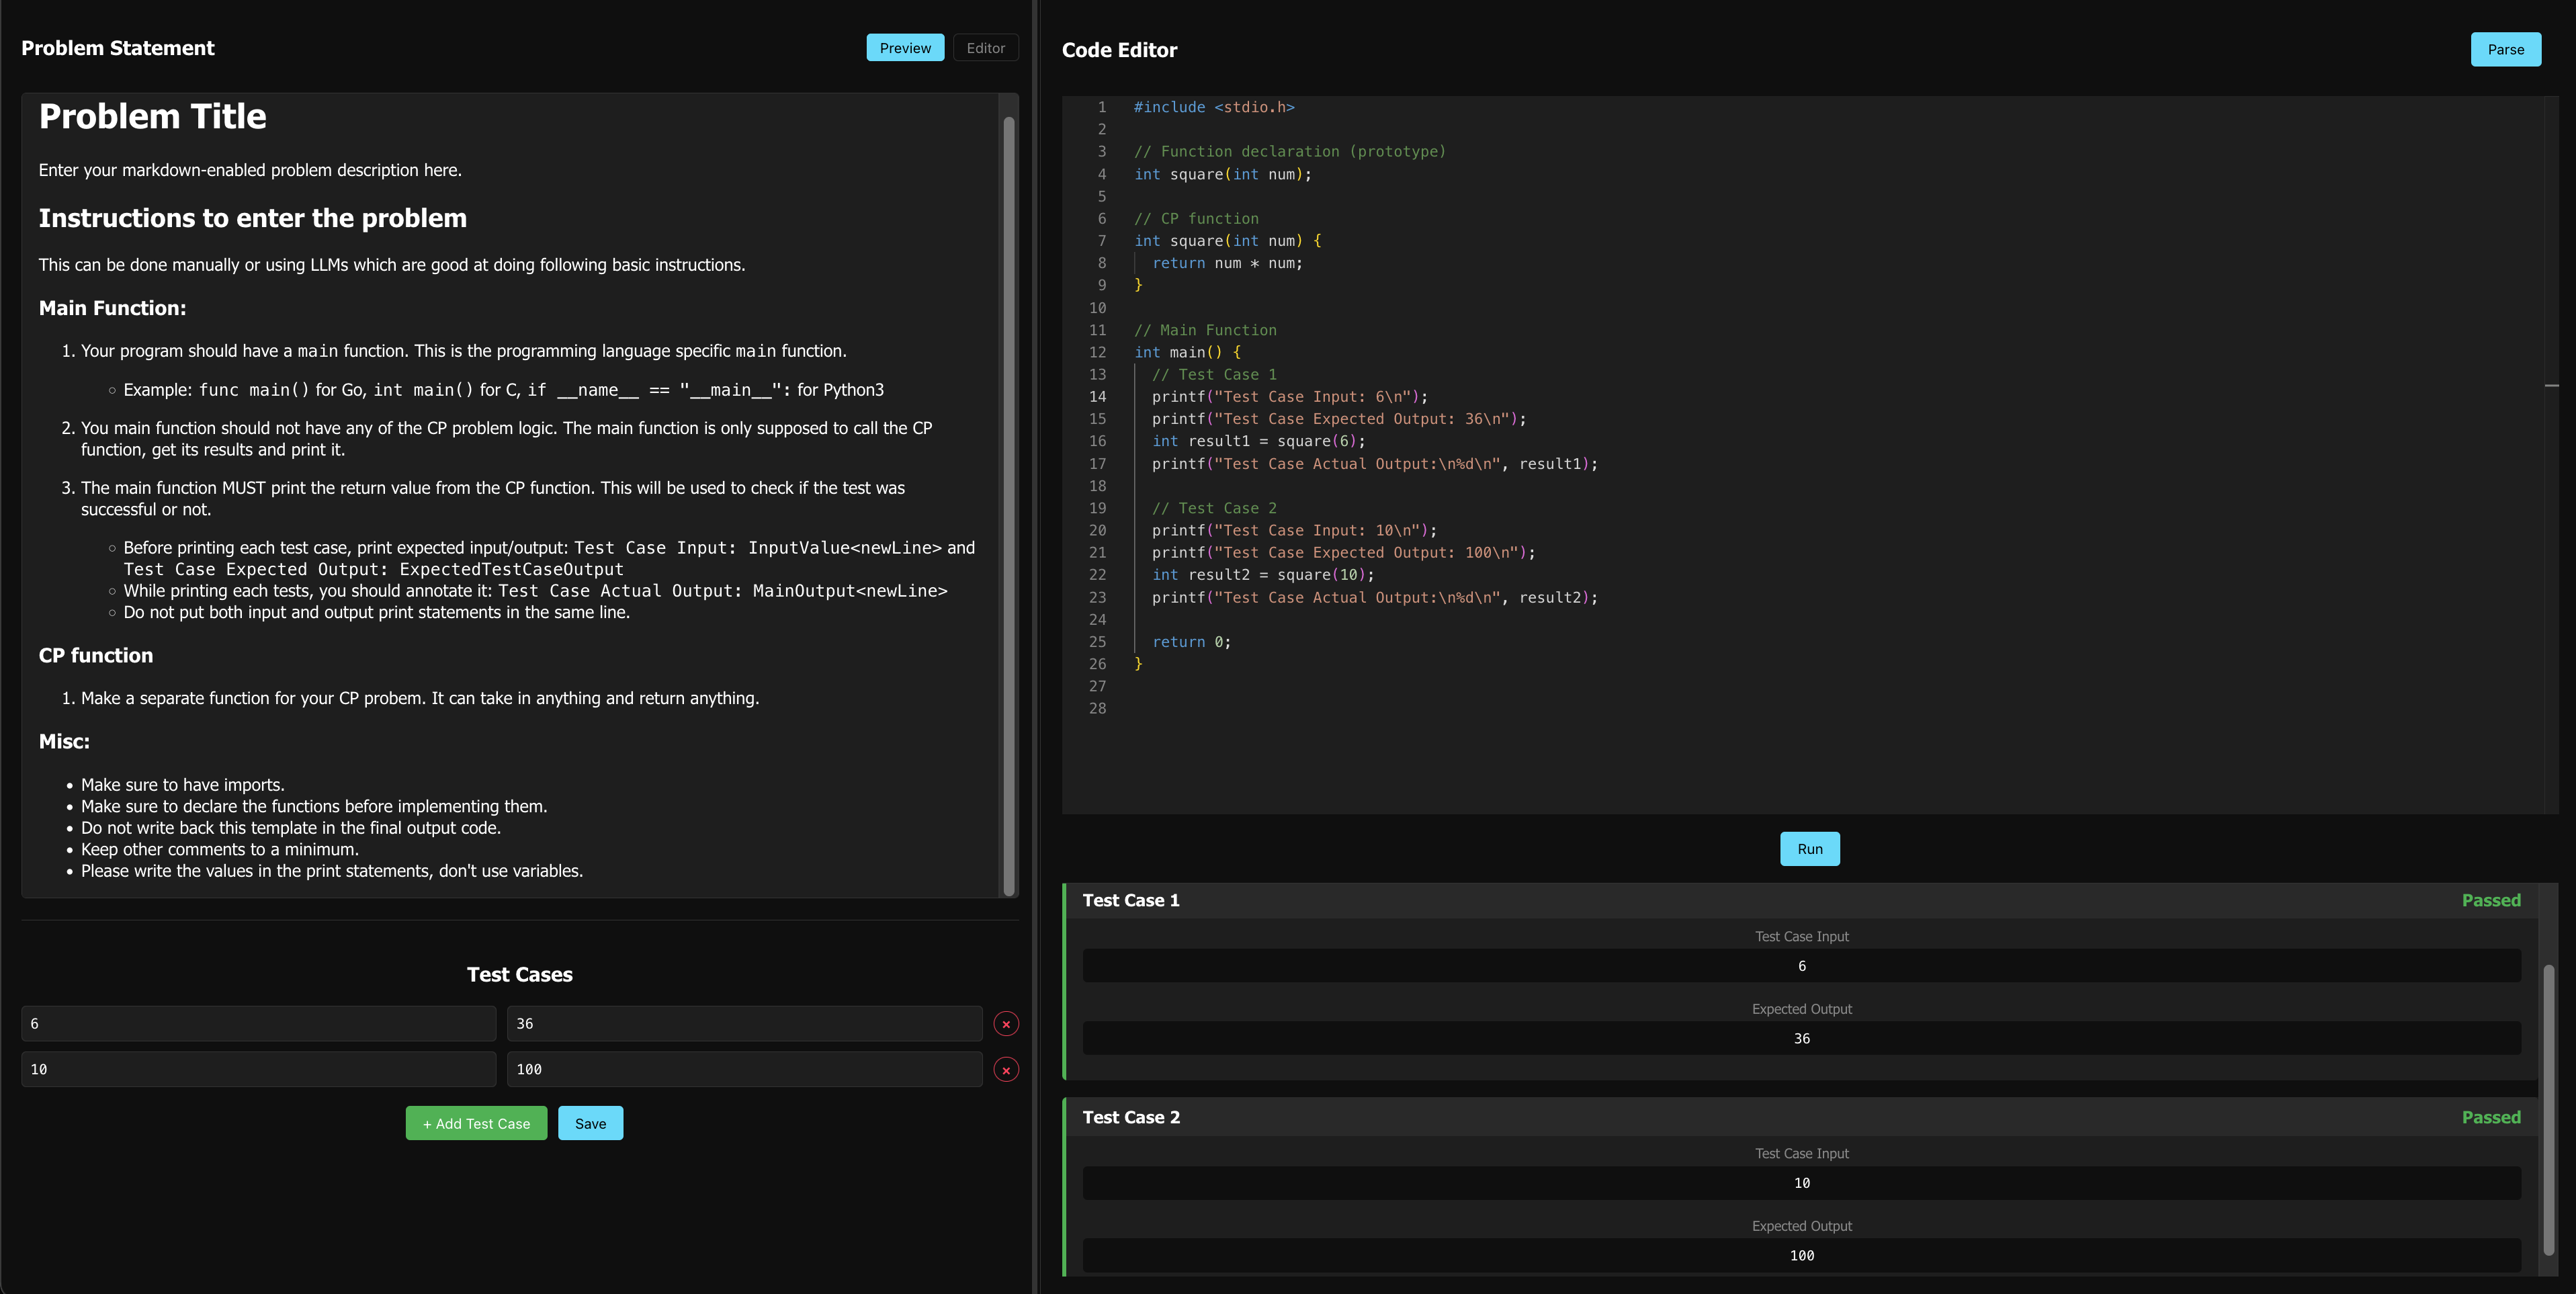 Problem Statement
Preview
Editor
Problem Title
Enter your markdown-enabled problem description here.
Instructions to enter the problem
This can be done manually or using LLMs which are good at doing following basic instructions.
Main Function:
1. Your program should have a main function. This is the programming language specific main function.
◦ Example: func main() for Go, int main() for C, if __name__ == "__main__": for Python3
2. You main function should not have any of the CP problem logic. The main function is only supposed to call the CP
function, get its results and print it.
3. The main function MUST print the return value from the CP function. This will be used to check if the test was
successful or not.
◦ Before printing each test case, print expected input/output: Test Case Input: InputValue<newLine> and
Test Case Expected Output: ExpectedTestCaseOutput
◦ While printing each tests, you should annotate it: Test Case Actual Output: MainOutput<newLine>
◦ Do not put both input and output print statements in the same line.
CP function
1. Make a separate function for your CP probem. It can take in anything and return anything.
Misc:
• Make sure to have imports.
• Make sure to declare the functions before implementing them.
• Do not write back this template in the final output code.
• Keep other comments to a minimum.
• Please write the values in the print statements, don't use variables.
Test Cases
6
36
×
10
100
×
+ Add Test Case
Save
Code Editor
Parse
1 #include <stdio.h>
2
3 // Function declaration (prototype)
4 int square(int num);
5
6 // CP function
7 int square(int num) {
8 return num * num;
9 }
10
11 // Main Function
12 int main() {
13 // Test Case 1
14 printf("Test Case Input: 6\n");
15 printf("Test Case Expected Output: 36\n");
16 int result1 = square(6);
17 printf("Test Case Actual Output:\n%d\n", result1);
18
19 // Test Case 2
20 printf("Test Case Input: 10\n");
21 printf("Test Case Expected Output: 100\n");
22 int result2 = square(10);
23 printf("Test Case Actual Output:\n%d\n", result2);
24
25 return 0;
26 }
27
28
Run
Test Case 1
Passed
Test Case Input
6
Expected Output
36
Test Case 2
Passed
Test Case Input
10
Expected Output
100